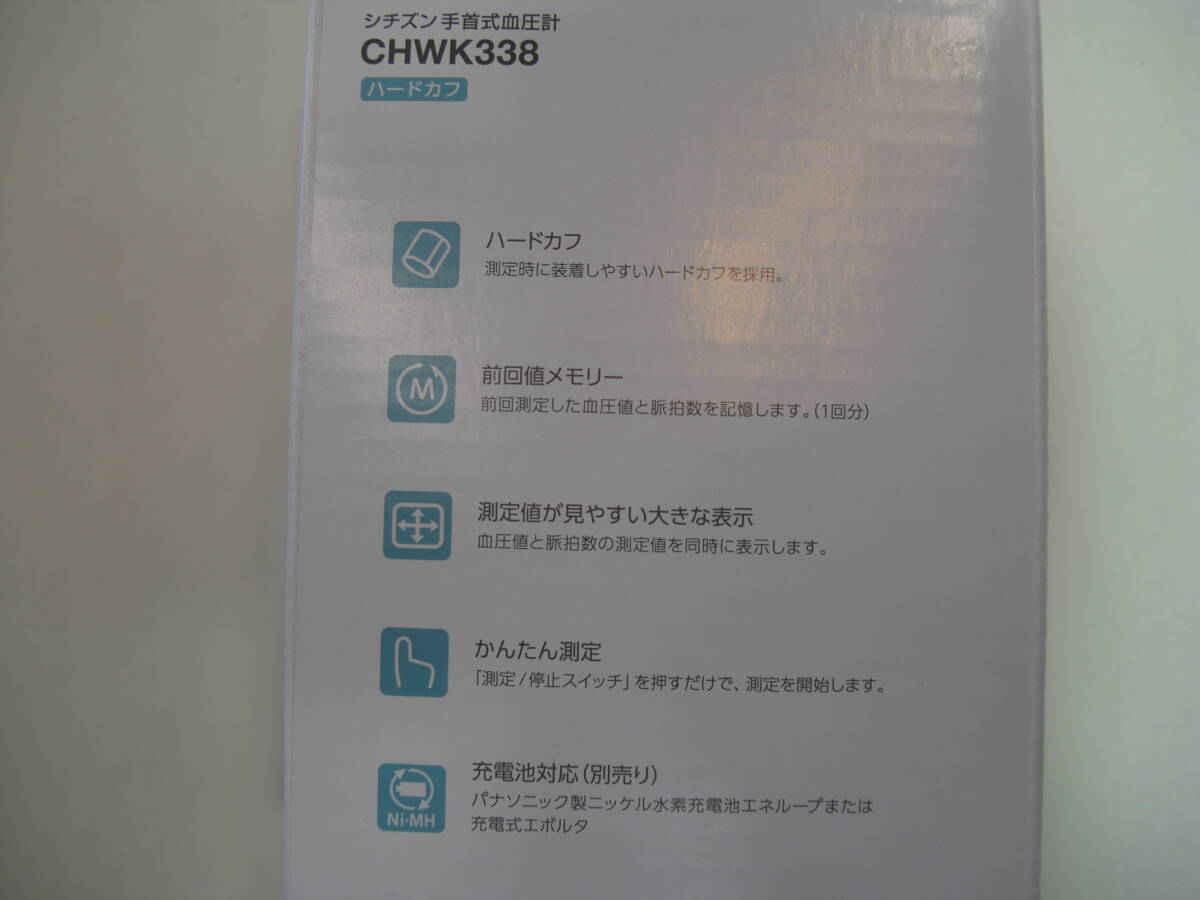 シチズン 手首式血圧計
CHWK338
ハードカフ
ハードカフ
測定時に装着しやすいハードカフを採用。
M
前回値メモリー
前回測定した血圧値と脈拍数を記憶します。(1回分)
測定値が見やすい大きな表示
血圧値と脈拍数の測定値を同時に表示します。
かんたん測定
「測定/停止スイッチ」を押すだけで、測定を開始します。
Ni-MH
充電池対応(別売り)
パナソニック製ニッケル水素充電池エネループまたは
充電式エボルタ